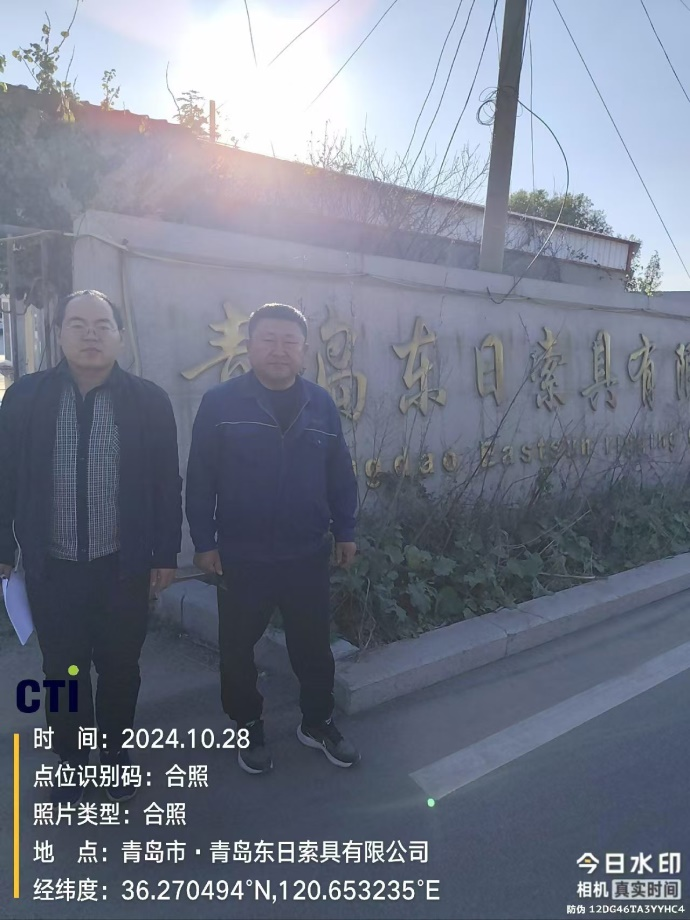 青岛东日索具有限
Qingdao Eastsun
CTI
时 间：2024.10.28
点位识别码：合照
照片类型：合照
地 点：青岛市·青岛东日索具有限公司
经纬度：36.270494°N,120.653235°E
今日水印
相机 真实时间
防伪 12DG46TA3YYHC4